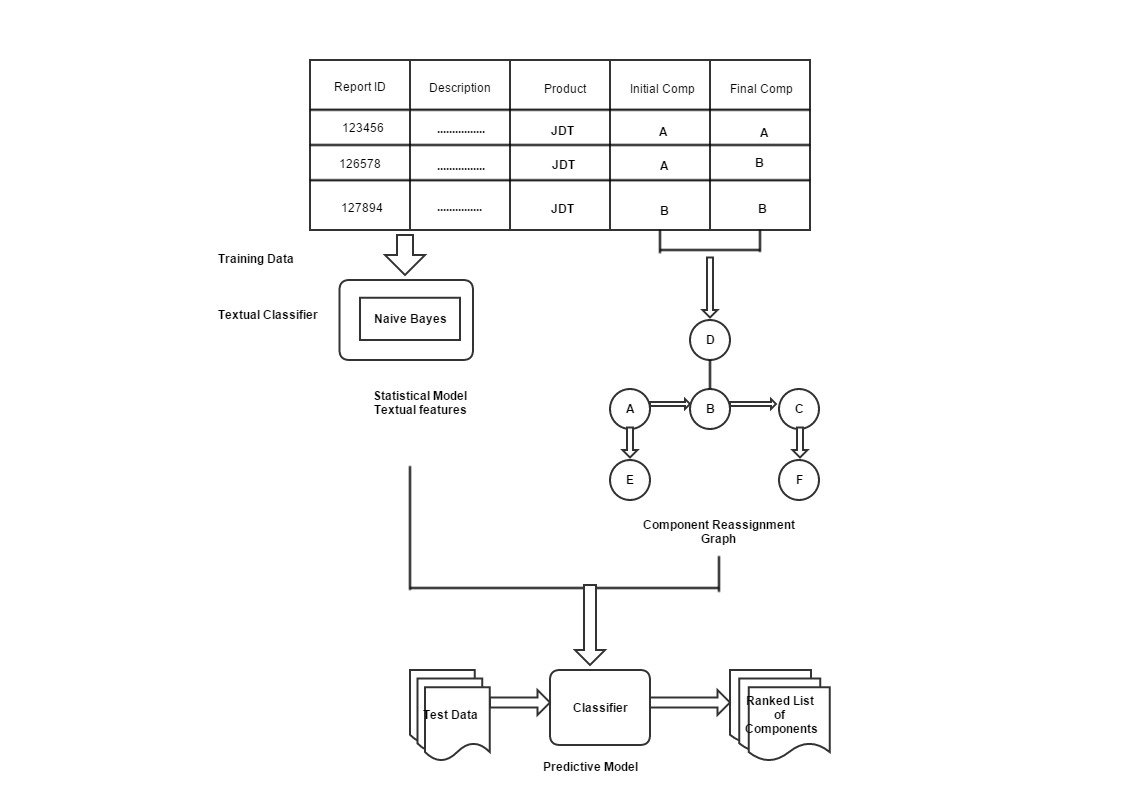 Report ID Description Product Initial Comp Final Comp
123456 ................ JDT A A
126578 ................ JDT A B
127894 ............... JDT B B
Training Data
Textual Classifier
Naive Bayes
Statistical Model
Textual features
D
A B C
E F
Component Reassignment
Graph
Test Data
Classifier
Ranked List
of
Components
Predictive Model